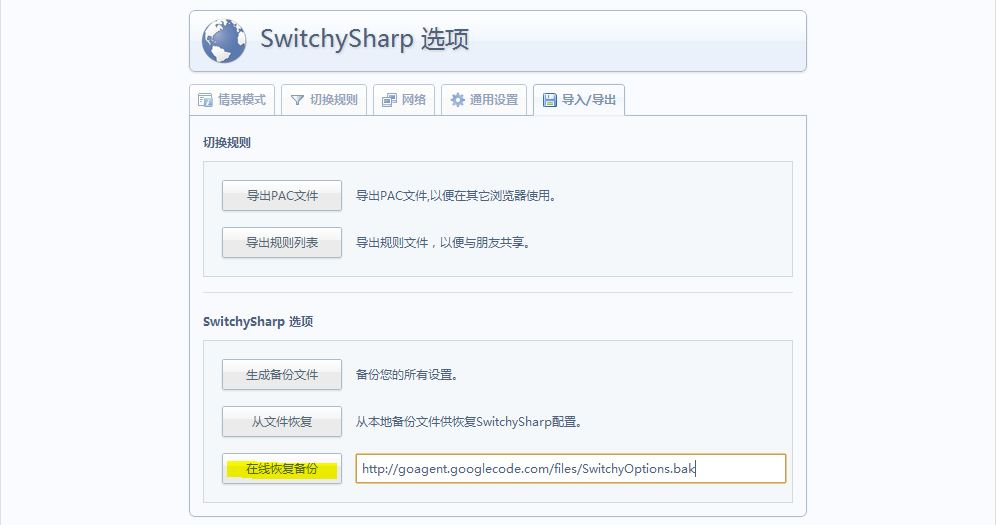 SwitchySharp 选项
情景模式 切换规则 网络 通用设置 导入/导出
切换规则
导出PAC文件 导出PAC文件,以便在其它浏览器使用。
导出规则列表 导出规则文件，以便与朋友共享。
SwitchySharp 选项
生成备份文件 备份您的所有设置。
从文件恢复 从本地备份文件供恢复SwitchySharp配置。
在线恢复备份 http://goagent.googlecode.com/files/SwitchyOptions.bak